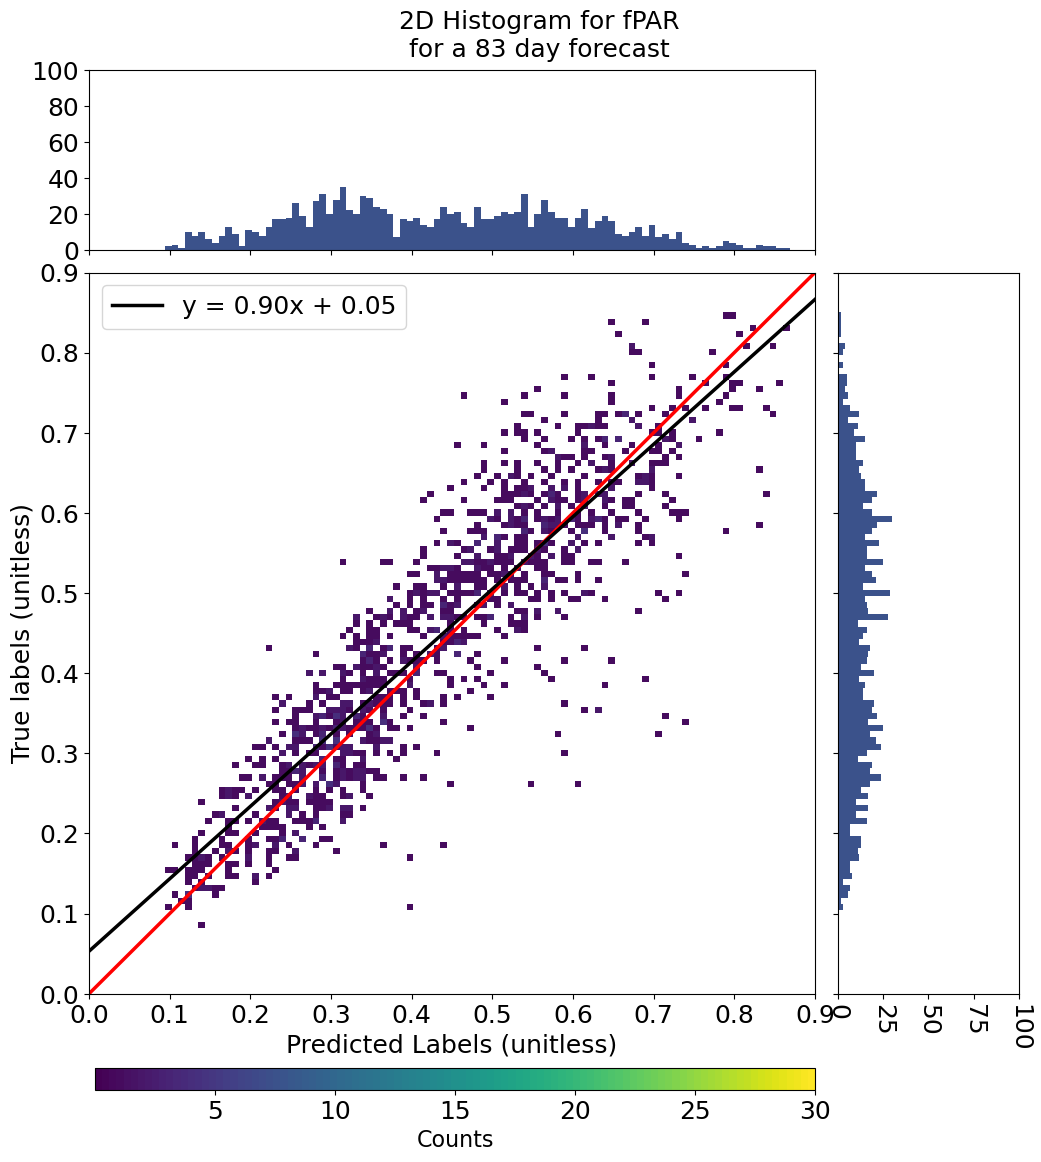 2D Histogram for fPAR
for a 83 day forecast
100
80
60
40
20
0
0.9
0.8
0.7
0.6
0.5
0.4
0.3
0.2
0.1
0.0
True labels (unitless)
y = 0.90x + 0.05
0.0 0.1 0.2 0.3 0.4 0.5 0.6 0.7 0.8 0.9
Predicted Labels (unitless)
0 25 50 75 100
5 10 15 20 25 30
Counts